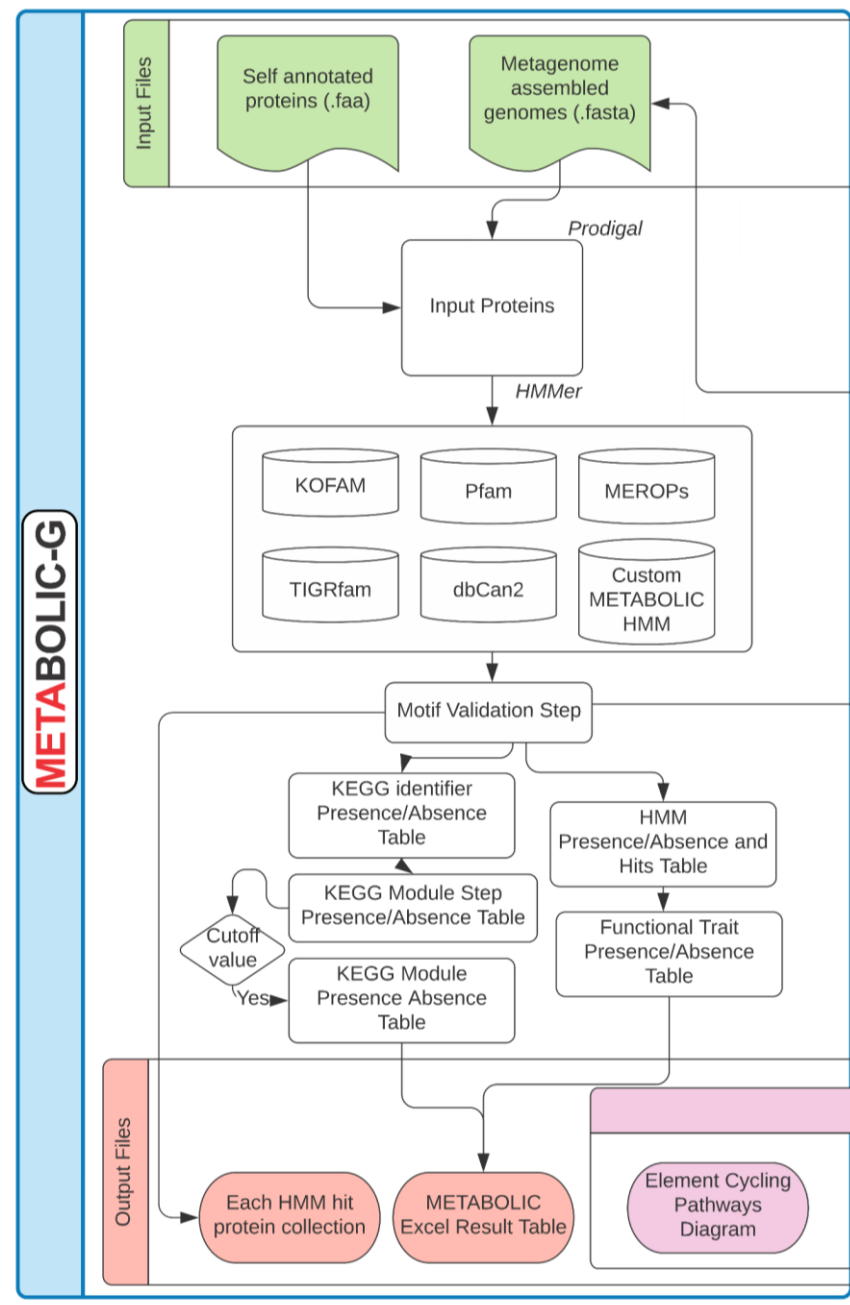 METABOLIC-G
Input Files
Self annotated
proteins (.faa)
Metagenome
assembled
genomes (.fasta)
Prodigal
Input Proteins
HMMer
KOFAM
Pfam
MEROPs
TIGRfam
dbCan2
Custom
METABOLIC
HMM
Motif Validation Step
KEGG identifier
Presence/Absence
Table
HMM
Presence/Absence and
Hits Table
KEGG Module Step
Presence/Absence Table
Cutoff
value
Yes
Functional Trait
Presence/Absence
Table
KEGG Module
Presence Absence
Table
Output Files
Each HMM hit
protein collection
METABOLIC
Excel Result Table
Element Cycling
Pathways
Diagram